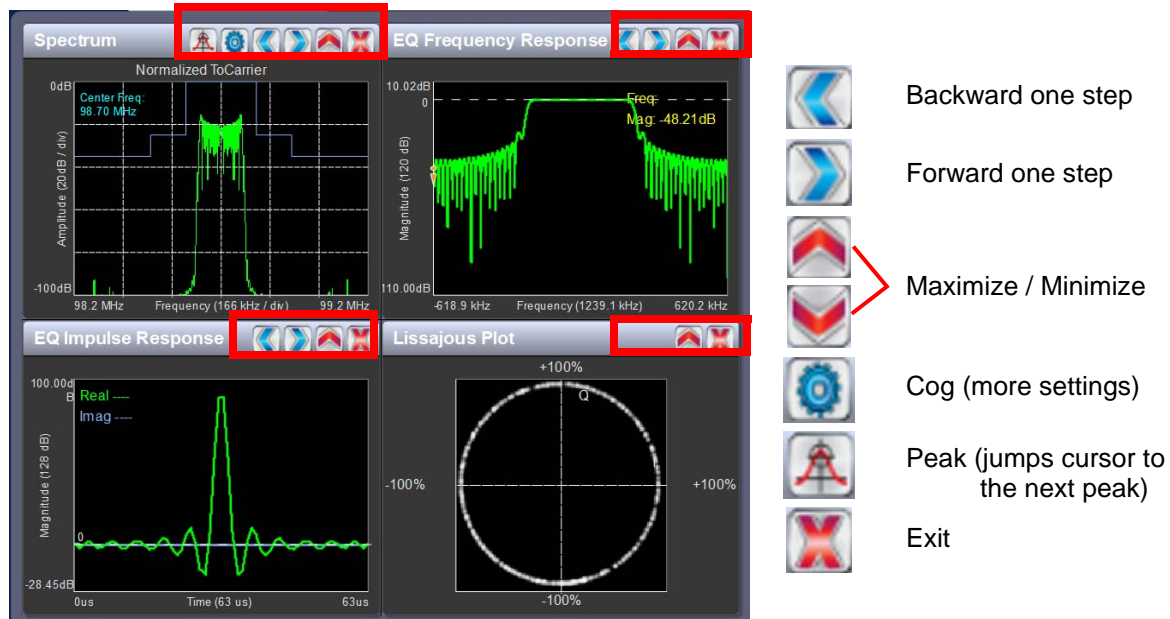 Spectrum
Normalized ToCarrier
0dB
Center Freq:
98.70 MHz
Amplitude (20dB / div)
-100dB
98.2 MHz
Frequency (166 kHz / div)
99.2 MHz
EQ Frequency Response
10.02dB
0
Freq:
Mag: -48.21dB
Magnitude (120 dB)
110.00dB
-618.9 kHz
Frequency (1239.1 kHz)
620.2 kHz
EQ Impulse Response
100.00d
B
Real ----
Imag ----
Magnitude (128 dB)
0
-28.45dB
0us
Time (63 us)
63us
Lissajous Plot
+100%
Q
-100%
+100%
-100%
Backward one step
Forward one step
Maximize / Minimize
Cog (more settings)
Peak (jumps cursor to
the next peak)
Exit